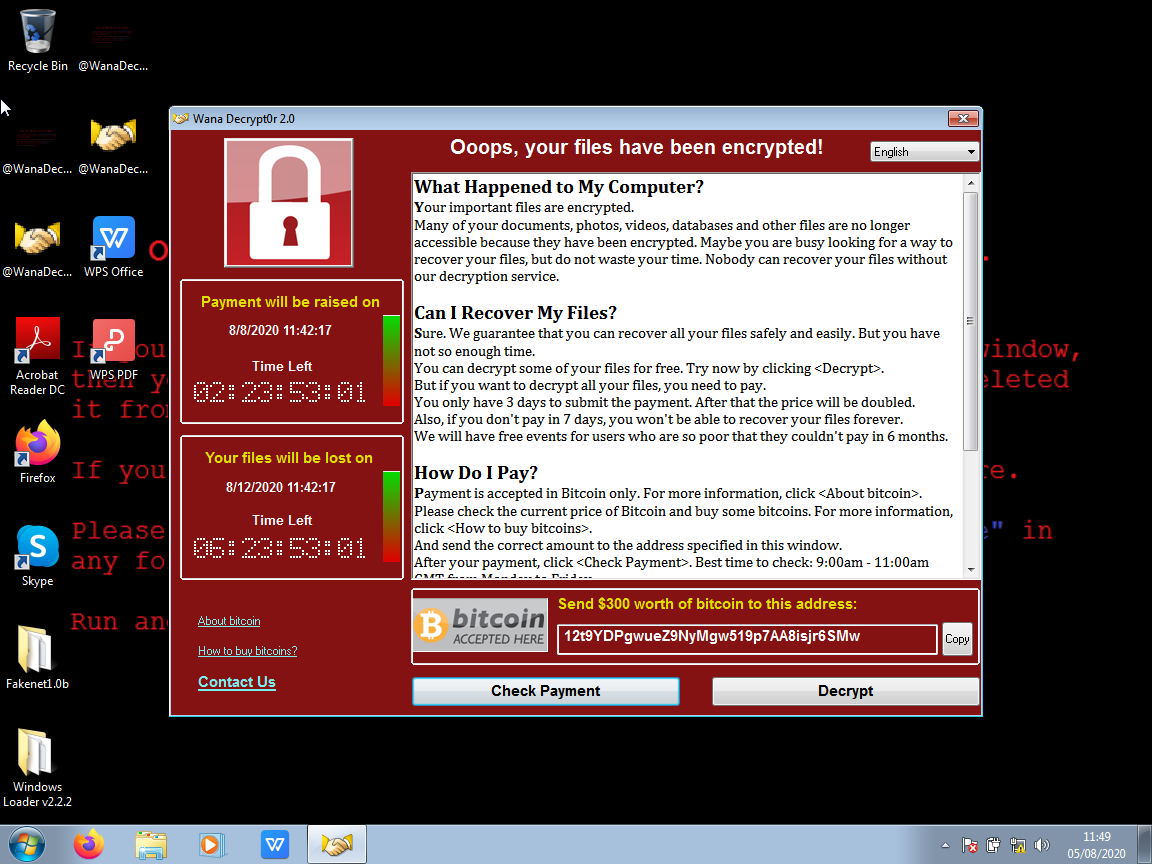 Recycle Bin
@WanaDec...
@WanaDec...
@WanaDec...
@WanaDec...
WPS Office
Acrobat
Reader DC
WPS PDF
Firefox
Skype
Fakenet1.0b
Windows
Loader v2.2.2
O
.
If you
window,
then y
eleted
it from
If you
re.
Please
e" in
any fo
Run an
Wana Decrypt0r 2.0
Ooops, your files have been encrypted!
English
Payment will be raised on
8/8/2020 11:42:17
Time Left
02:23:53:01
Your files will be lost on
8/12/2020 11:42:17
Time Left
06:23:53:01
About bitcoin
How to buy bitcoins?
Contact Us
What Happened to My Computer?
Your important files are encrypted.
Many of your documents, photos, videos, databases and other files are no longer
accessible because they have been encrypted. Maybe you are busy looking for a way to
recover your files, but do not waste your time. Nobody can recover your files without
our decryption service.
Can I Recover My Files?
Sure. We guarantee that you can recover all your files safely and easily. But you have
not so enough time.
You can decrypt some of your files for free. Try now by clicking <Decrypt>.
But if you want to decrypt all your files, you need to pay.
You only have 3 days to submit the payment. After that the price will be doubled.
Also, if you don't pay in 7 days, you won't be able to recover your files forever.
We will have free events for users who are so poor that they couldn't pay in 6 months.
How Do I Pay?
Payment is accepted in Bitcoin only. For more information, click <About bitcoin>.
Please check the current price of Bitcoin and buy some bitcoins. For more information,
click <How to buy bitcoins>.
And send the correct amount to the address specified in this window.
After your payment, click <Check Payment>. Best time to check: 9:00am - 11:00am
GMT from Monday to Friday.
bitcoin
ACCEPTED HERE
Send $300 worth of bitcoin to this address:
12t9YDPgwueZ9NyMgw519p7AA8isjr6SMw
Copy
Check Payment
Decrypt
11:49
05/08/2020